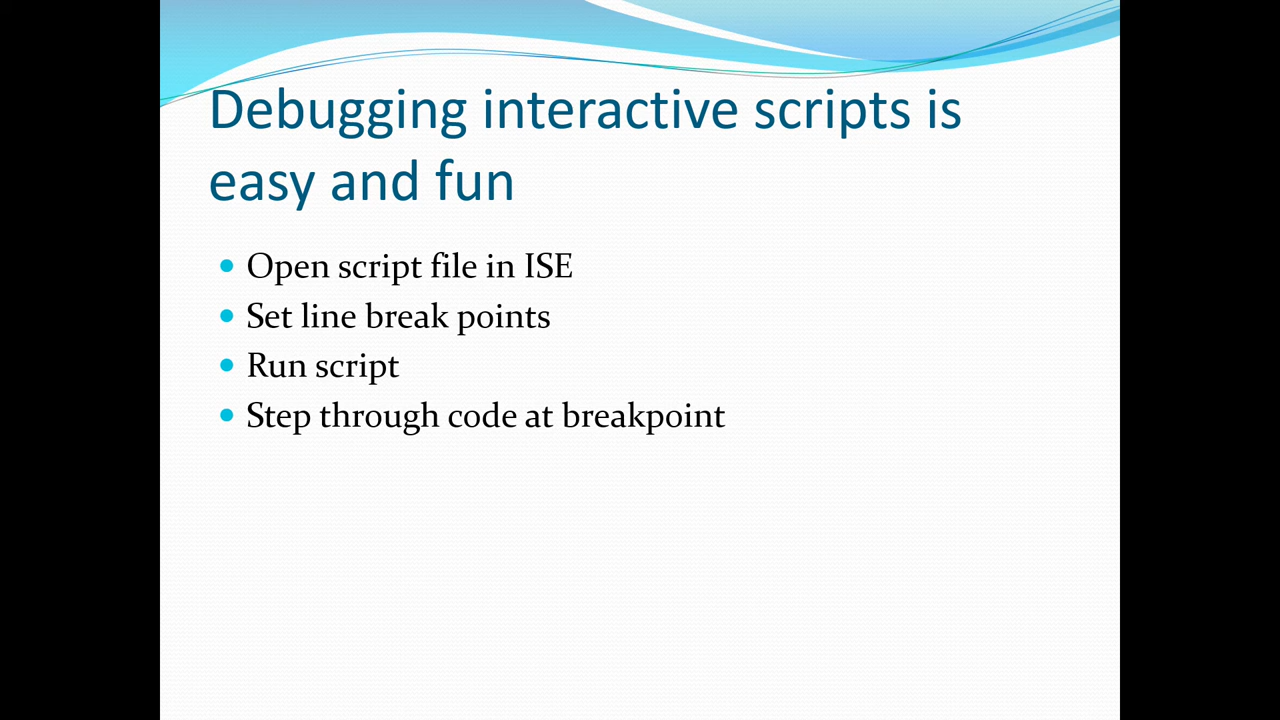 Debugging interactive scripts is
easy and fun
Open script file in ISE
Set line break points
Run script
Step through code at breakpoint